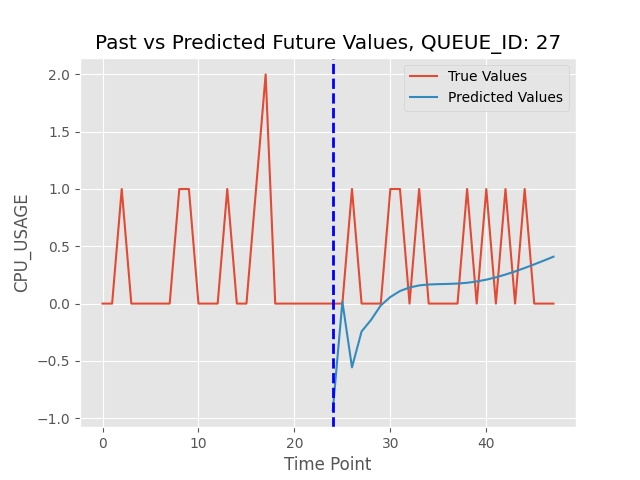 Past vs Predicted Future Values, QUEUE_ID: 27
True Values
Predicted Values
CPU_USAGE
2.0
1.5
1.0
0.5
0.0
−0.5
−1.0
0 10 20 30 40
Time Point